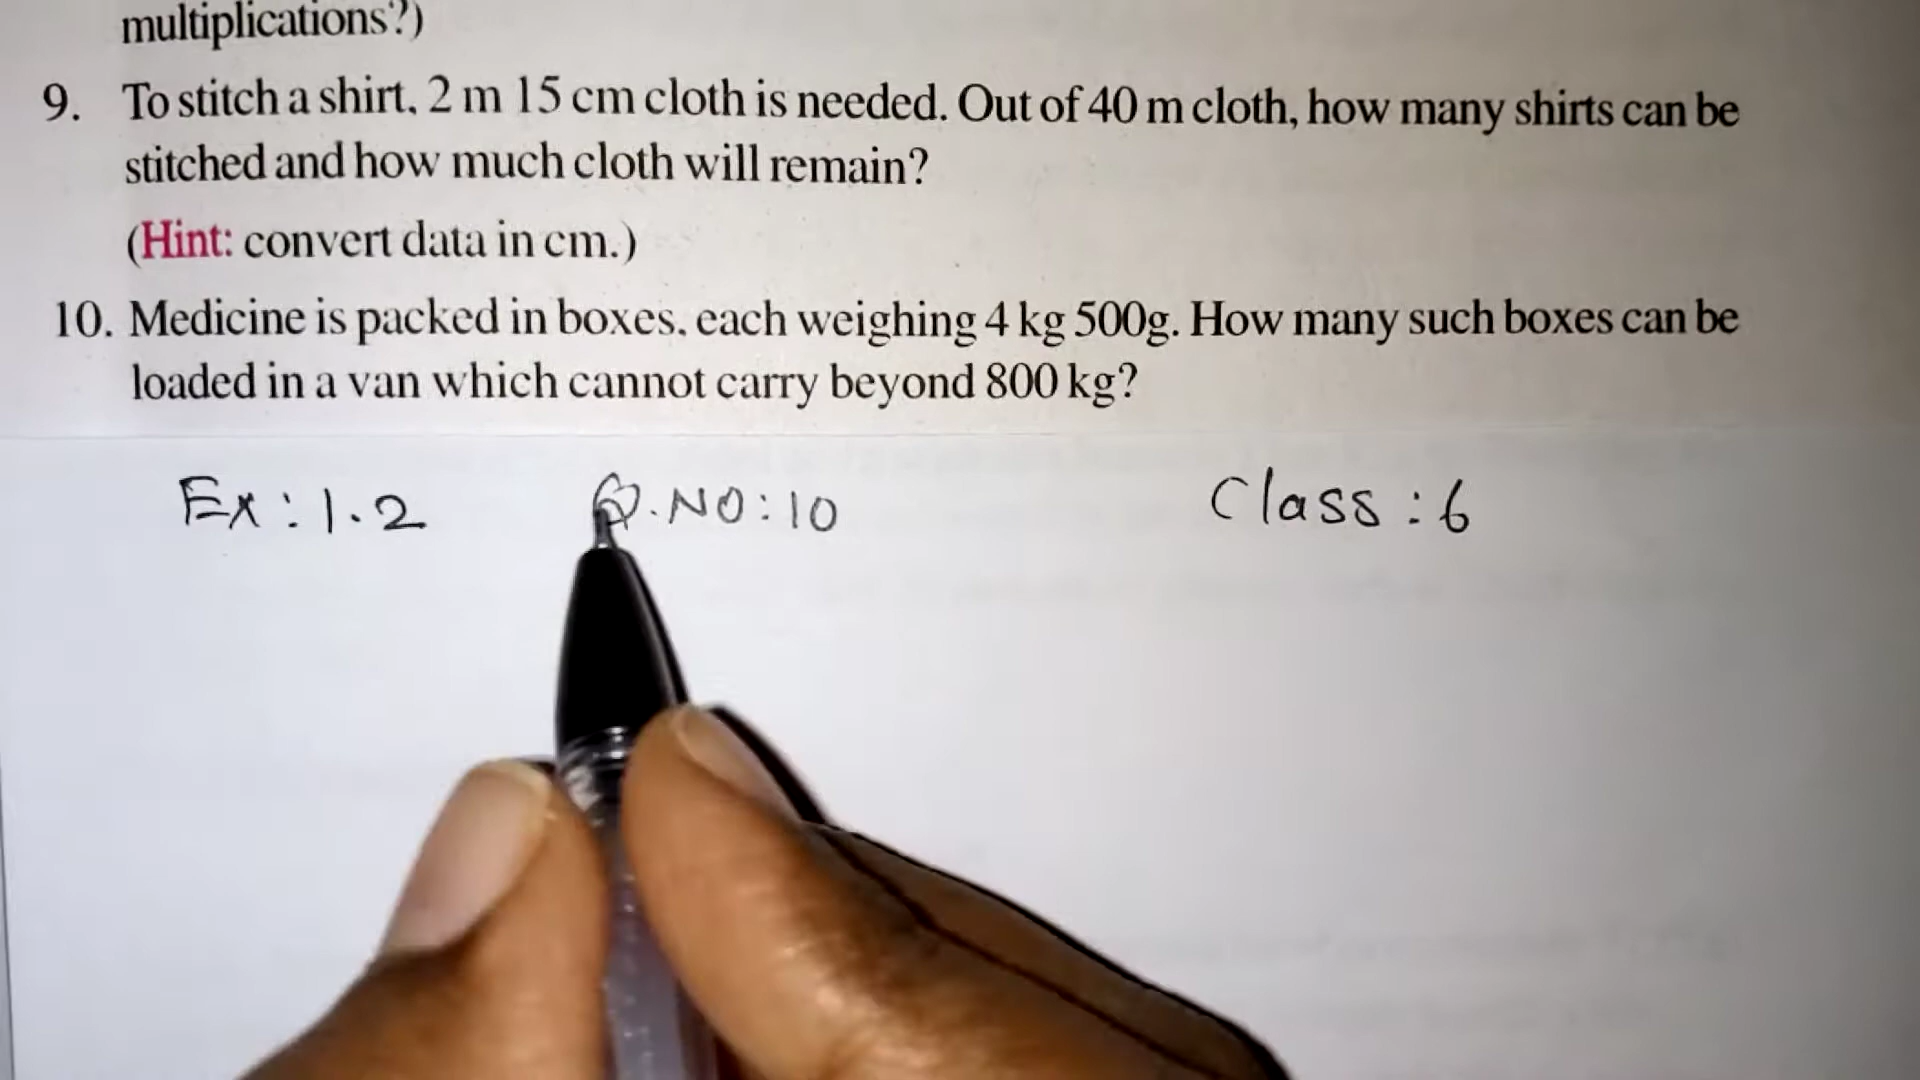 multiplications?)
9. To stitch a shirt, 2 m 15 cm cloth is needed. Out of 40 m cloth, how many shirts can be
stitched and how much cloth will remain?
(Hint: convert data in cm.)
10. Medicine is packed in boxes, each weighing 4 kg 500g. How many such boxes can be
loaded in a van which cannot carry beyond 800 kg?
Ex : 1.2 Q.NO : 10 Class : 6